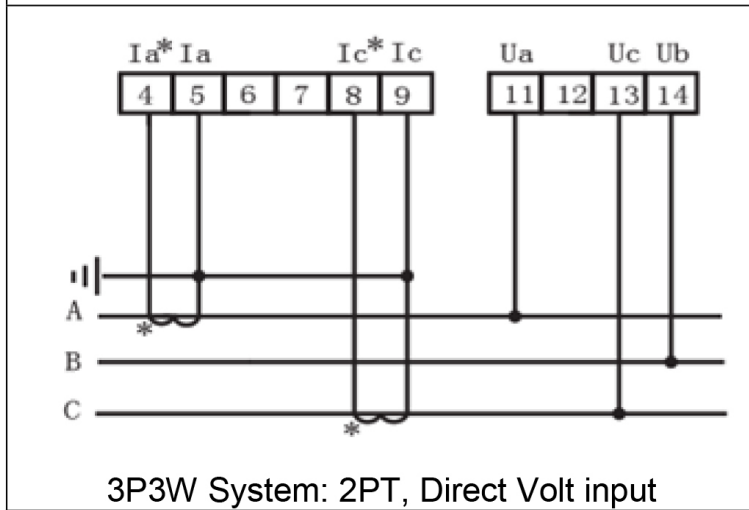 Ia* Ia Ic* Ic Ua Uc Ub
4 5 6 7 8 9 11 12 13 14
A
*
B
C
*
3P3W System: 2PT, Direct Volt input